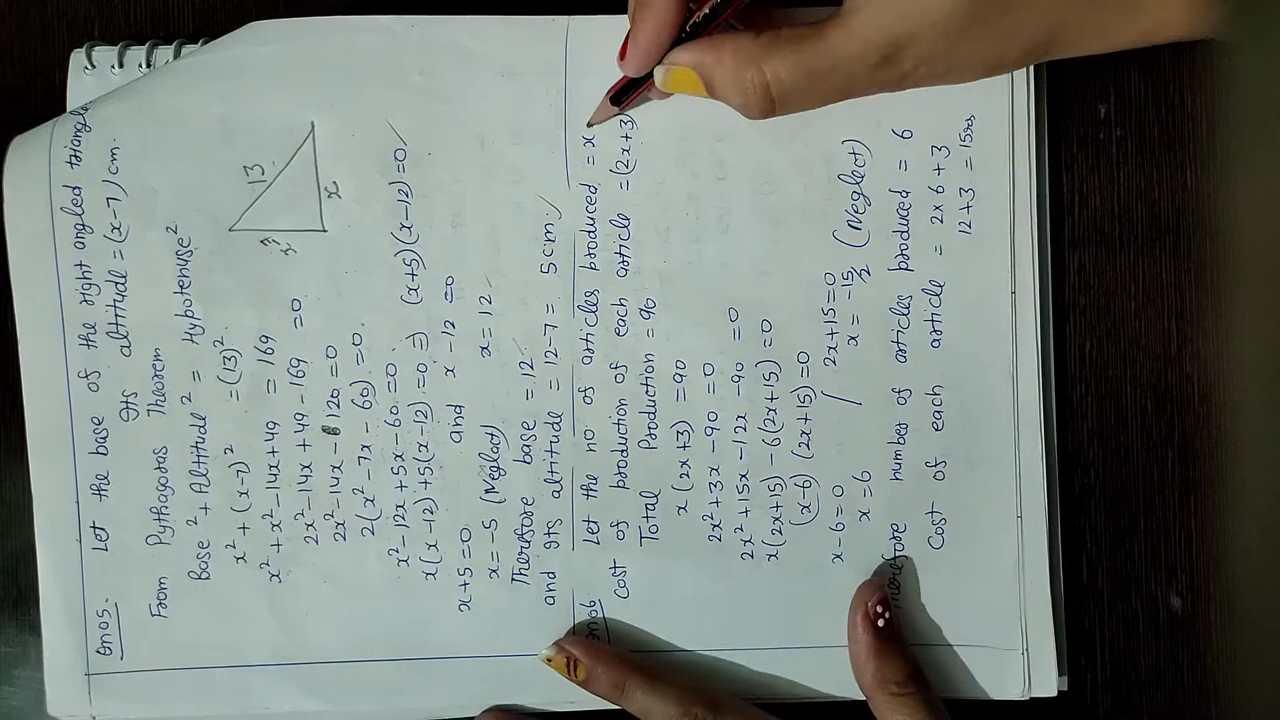 Qno5. Let the base of the right angled triangle
Its altitude = (x-7) cm.
From Pythagoras Theorem
Base² + Altitude² = Hypotenuse²
x² + (x-7)² = (13)²
x² + x² -14x+49 = 169
2x² -14x + 49 - 169 = 0
2x² -14x - 120 = 0
2(x² -7x - 60) = 0.
x² -12x + 5x - 60 = 0.
x(x-12) +5(x-12) = 0 ⇒ (x+5)(x-12) = 0 ✓
x+5 = 0 and x-12 = 0
x = -5 (Neglect) x = 12
Therefore base = 12
and its altitude = 12-7 = 5cm. ✓
13
x
Qno6. Let the no of articles produced = x
Cost of production of each article = (2x+3)
Total Production = 90
x(2x+3) = 90
2x² + 3x - 90 = 0
2x² + 15x - 12x - 90 = 0
x(2x+15) - 6(2x+15) = 0
(x-6) (2x+15) = 0
x-6 = 0 / 2x+15 = 0
x = 6 x = -15/2 (Neglect)
Therefore number of articles produced = 6
Cost of each article = 2x6+3
12+3 = 15rs